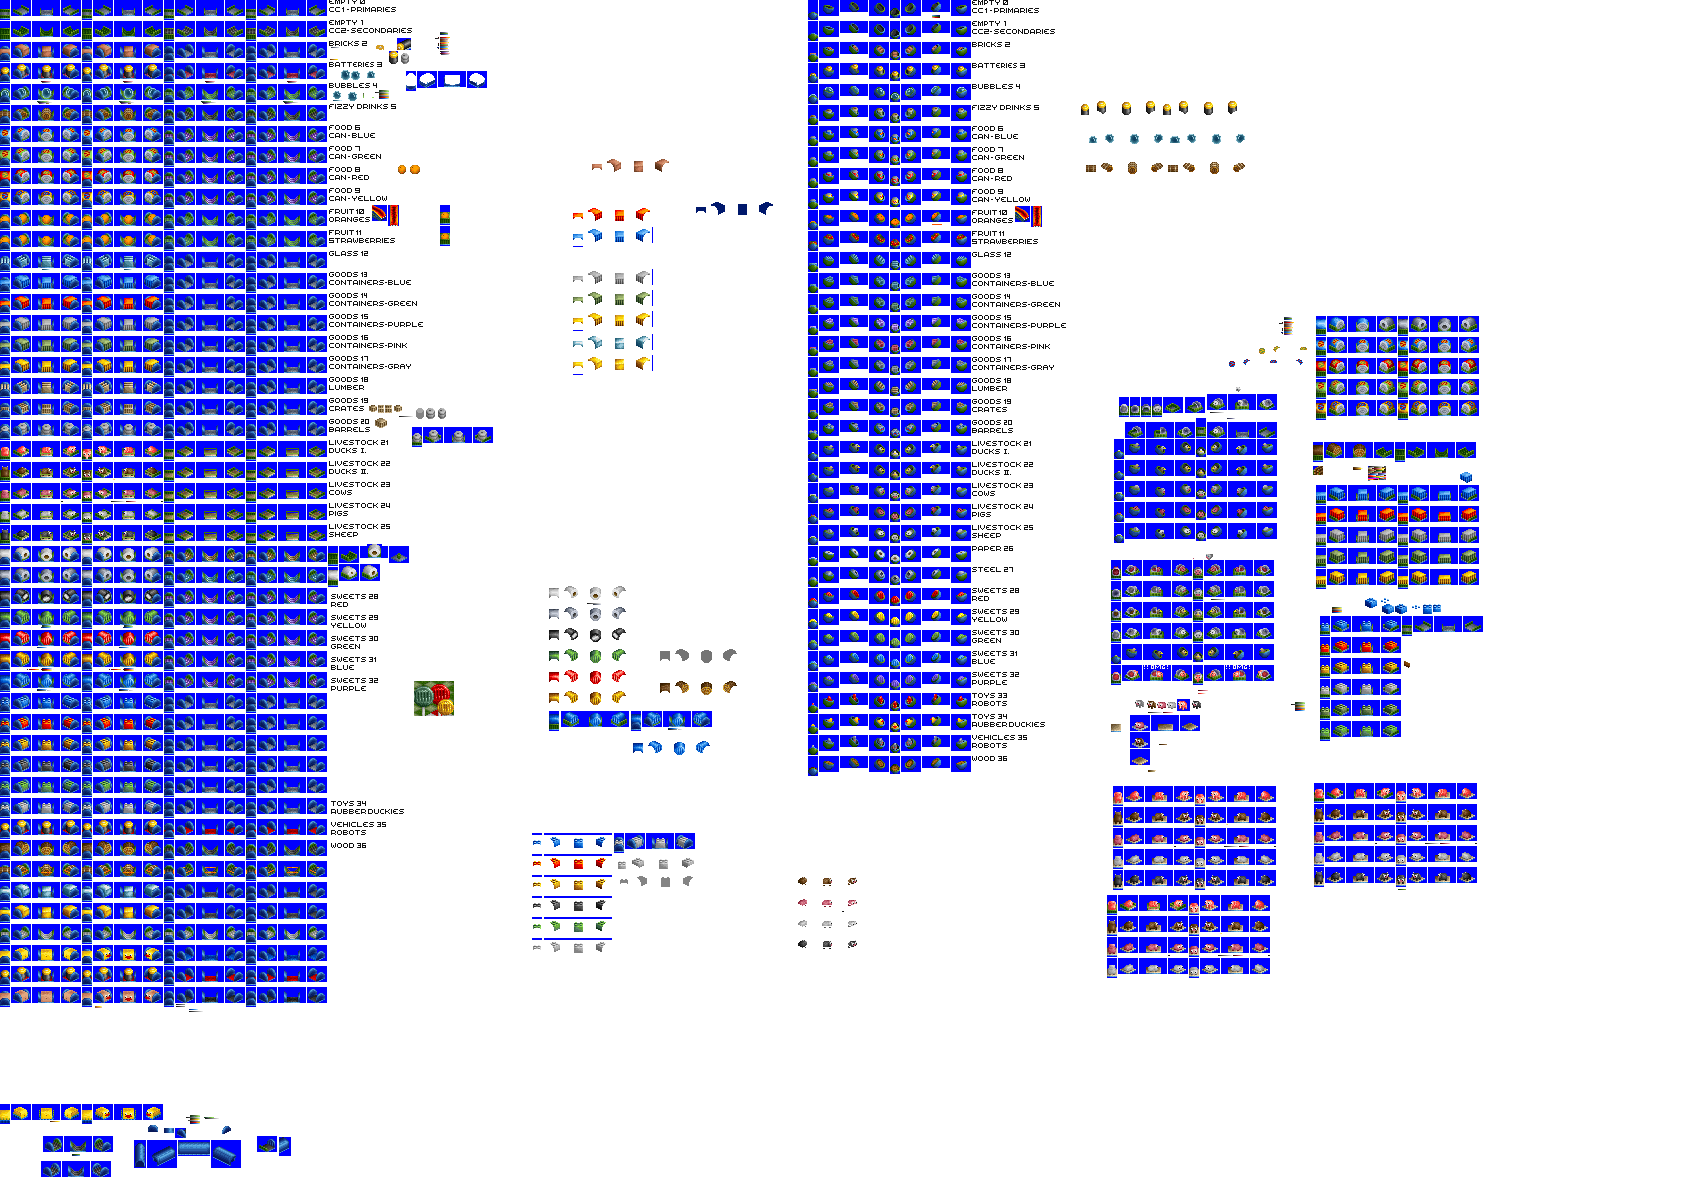 EMPTY 0
CC1-PRIMARIES
EMPTY 1
CC2-SECONDARIES
BRICKS 2
BATTERIES 3
BUBBLES 4
FIZZY DRINKS 5
FOOD 6
CAN-BLUE
FOOD 7
CAN-GREEN
FOOD 8
CAN-RED
FOOD 9
CAN-YELLOW
FRUIT 10
ORANGES
FRUIT 11
STRAWBERRIES
GLASS 12
GOODS 13
CONTAINERS-BLUE
GOODS 14
CONTAINERS-GREEN
GOODS 15
CONTAINERS-PURPLE
GOODS 16
CONTAINERS-PINK
GOODS 17
CONTAINERS-GRAY
GOODS 18
LUMBER
GOODS 19
CRATES
GOODS 20
BARRELS
LIVESTOCK 21
DUCKS I.
LIVESTOCK 22
DUCKS II.
LIVESTOCK 23
COWS
LIVESTOCK 24
PIGS
LIVESTOCK 25
SHEEP
SWEETS 28
RED
SWEETS 29
YELLOW
SWEETS 30
GREEN
SWEETS 31
BLUE
SWEETS 32
PURPLE
TOYS 34
RUBBERDUCKIES
VEHICLES 35
ROBOTS
WOOD 36
EMPTY 0
CC1-PRIMARIES
EMPTY 1
CC2-SECONDARIES
BRICKS 2
BATTERIES 3
BUBBLES 4
FIZZY DRINKS 5
FOOD 6
CAN-BLUE
FOOD 7
CAN-GREEN
FOOD 8
CAN-RED
FOOD 9
CAN-YELLOW
FRUIT 10
ORANGES
FRUIT 11
STRAWBERRIES
GLASS 12
GOODS 13
CONTAINERS-BLUE
GOODS 14
CONTAINERS-GREEN
GOODS 15
CONTAINERS-PURPLE
GOODS 16
CONTAINERS-PINK
GOODS 17
CONTAINERS-GRAY
GOODS 18
LUMBER
GOODS 19
CRATES
GOODS 20
BARRELS
LIVESTOCK 21
DUCKS I.
LIVESTOCK 22
DUCKS II.
LIVESTOCK 23
COWS
LIVESTOCK 24
PIGS
LIVESTOCK 25
SHEEP
PAPER 26
STEEL 27
SWEETS 28
RED
SWEETS 29
YELLOW
SWEETS 30
GREEN
SWEETS 31
BLUE
SWEETS 32
PURPLE
TOYS 33
ROBOTS
TOYS 34
RUBBERDUCKIES
VEHICLES 35
ROBOTS
WOOD 36
!!OMG! !!OMG!